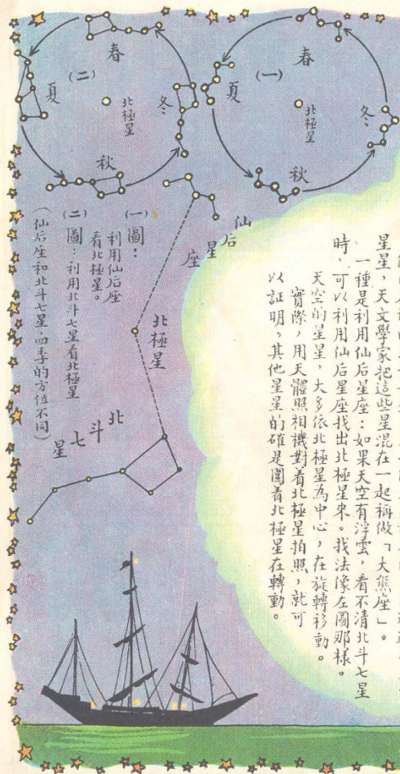 星星，天文學家把這些星混在一起稱做「大熊座」。
一種是利用仙后星座：如果天空有浮雲，看不清北斗七星
時，可以利用仙后星座找出北極星來。找法像左圖那樣。
天空的星星，大多依北極星為中心，在旋轉移動。
實際，用天體照相機對着北極星拍照，就可
以証明，其他星星的確是圍着北極星在轉動。
(一)
春
夏
秋
冬
北極星
(二)
春
夏
秋
冬
北極星
仙后星座
北極星
北斗七星
(一)圖：
利用仙后座
看北極星。
(二)圖：利用北斗七星看北極星
(仙后座和北斗七星，四季的方位不同)